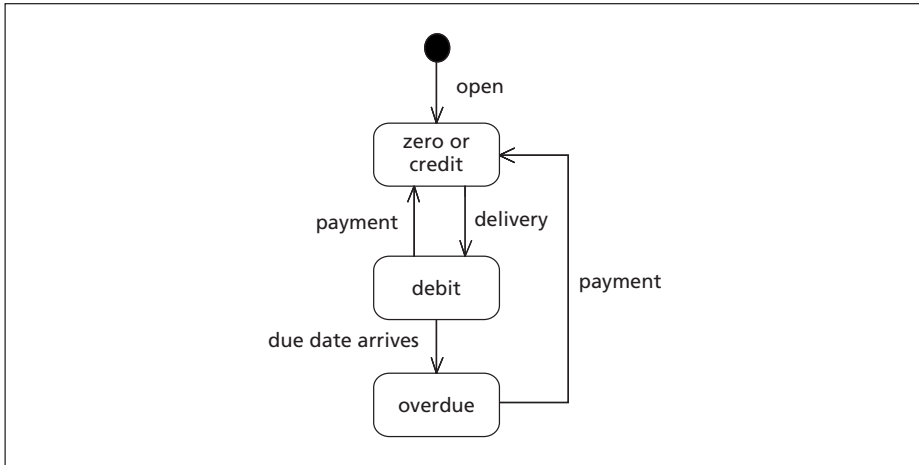 open
zero or
credit
payment
delivery
debit
payment
due date arrives
overdue